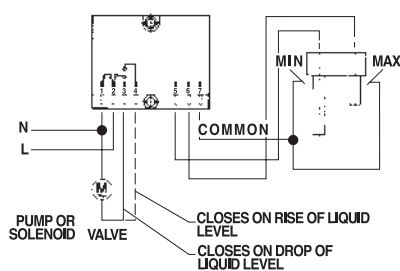 1 2 3 4 5 6 7
MIN MAX
N
COMMON
L
M
PUMP OR
SOLENOID VALVE
CLOSES ON RISE OF LIQUID
LEVEL
CLOSES ON DROP OF
LIQUID LEVEL